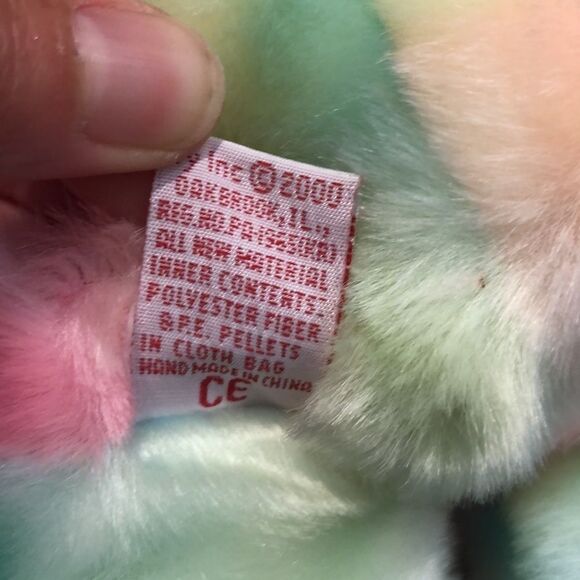 Inc © 2000
OAKBROOK, IL.,
REG. NO PA.1965(KR)
ALL NEW MATERIAL
INNER CONTENTS:
POLYESTER FIBER
& P.E. PELLETS
IN CLOTH BAG
HAND MADE IN CHINA
CE